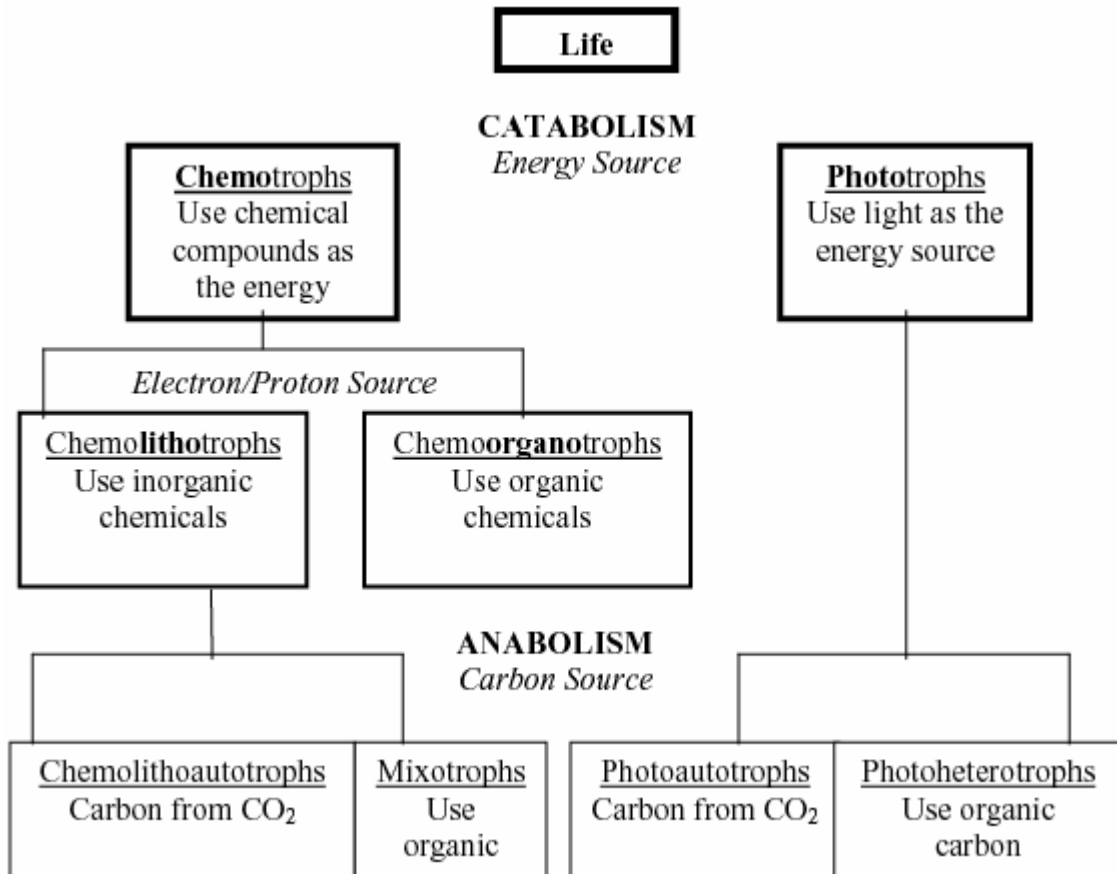 Life
CATABOLISM
Energy Source
Chemotrophs
Use chemical
compounds as
the energy
Phototrophs
Use light as the
energy source
Electron/Proton Source
Chemolithotrophs
Use inorganic
chemicals
Chemoorganotrophs
Use organic
chemicals
ANABOLISM
Carbon Source
Chemolithoautotrophs
Carbon from CO₂
Mixotrophs
Use
organic
Photoautotrophs
Carbon from CO₂
Photoheterotrophs
Use organic
carbon